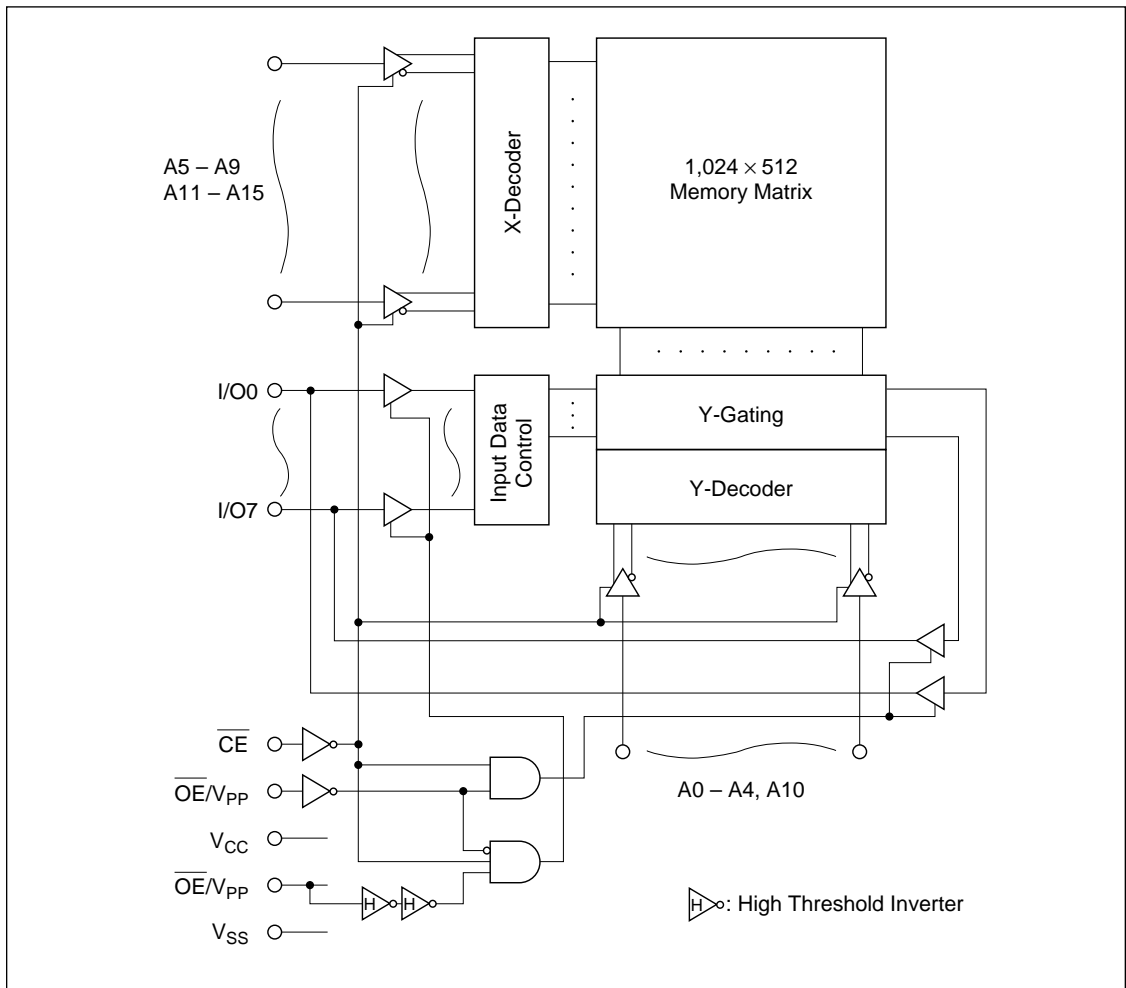 A5 – A9
A11 – A15
X-Decoder
1,024 × 512
Memory Matrix
I/O0
I/O7
Input Data
Control
Y-Gating
Y-Decoder
CE
OE/VPP
VCC
OE/VPP
VSS
A0 – A4, A10
H
H
H
: High Threshold Inverter